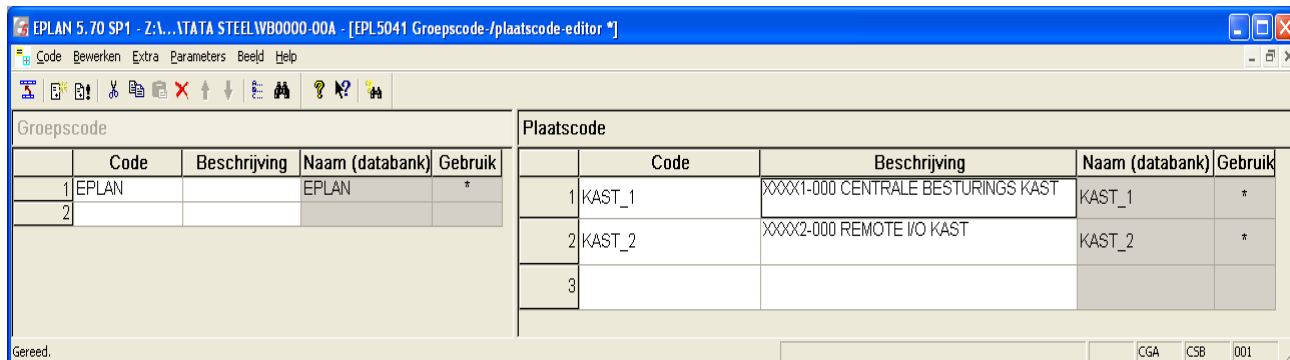 EPLAN 5.70 SP1 - Z:\...\TATA STEEL\VB0000-00A - [EPL5041 Groepscode-/plaatscode-editor *]
Code Bewerken Extra Parameters Beeld Help
Groepscode
Code Beschrijving Naam (databank) Gebruik
1 EPLAN EPLAN *
2
Plaatscode
Code Beschrijving Naam (databank) Gebruik
1 KAST_1 XXXX1-000 CENTRALE BESTURINGS KAST KAST_1 *
2 KAST_2 XXXX2-000 REMOTE I/O KAST KAST_2 *
3
Gereed. CGA CSB 001